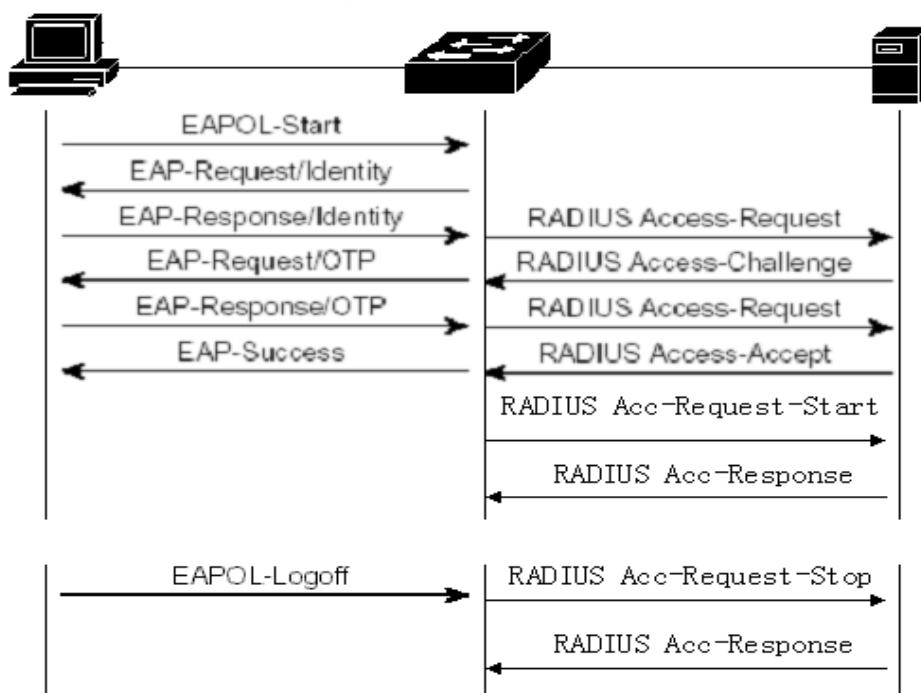 EAPOL-Start
EAP-Request/Identity
EAP-Response/Identity
RADIUS Access-Request
EAP-Request/OTP
RADIUS Access-Challenge
EAP-Response/OTP
RADIUS Access-Request
EAP-Success
RADIUS Access-Accept
RADIUS Acc-Request-Start
RADIUS Acc-Response
EAPOL-Logoff
RADIUS Acc-Request-Stop
RADIUS Acc-Response